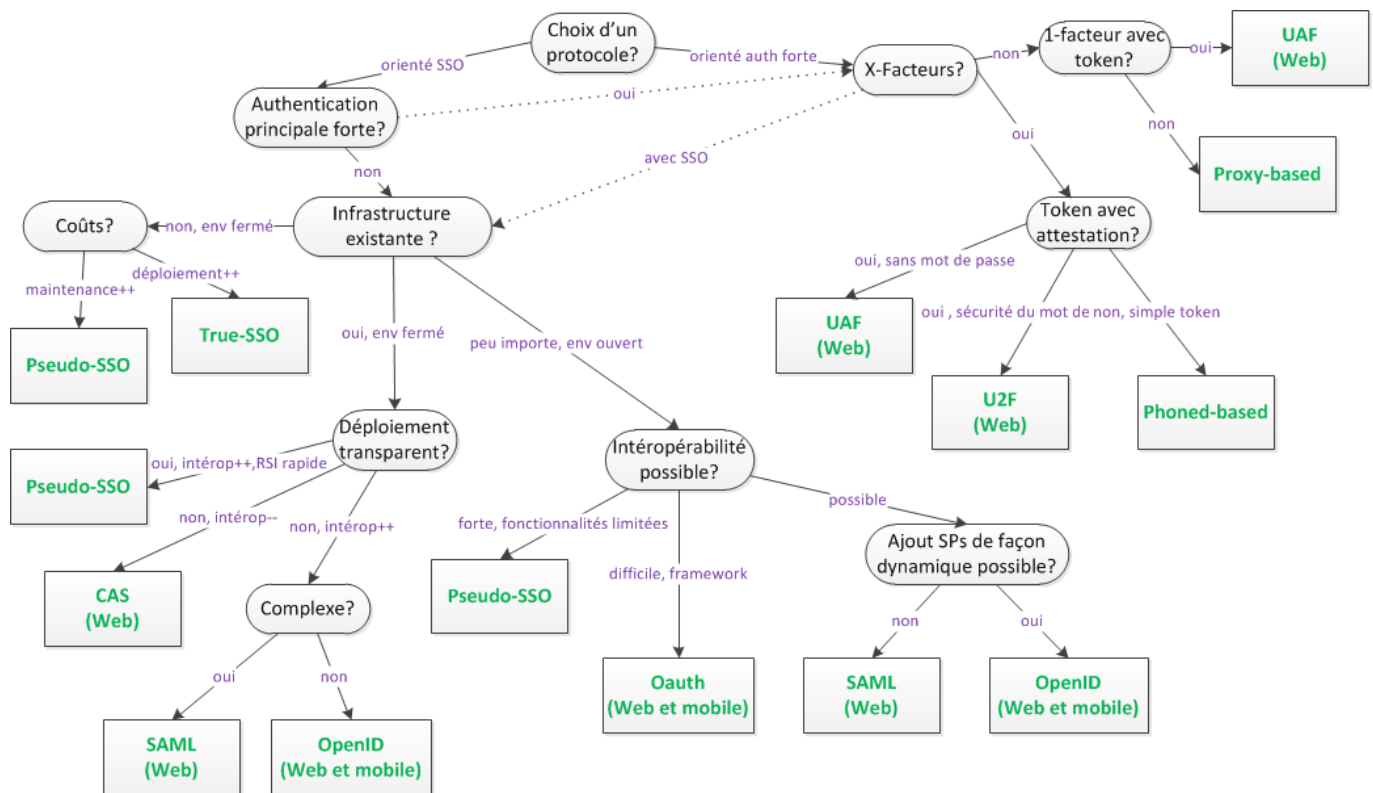 Choix d'un
protocole?
1-facteur avec
token?
UAF
(Web)
oui
non
X-Facteurs?
orienté auth forte
orienté SSO
Authentication
principale forte?
oui
non
oui
non
avec SSO
Proxy-based
Coûts?
non, env fermé
Infrastructure
existante ?
Token avec
attestation?
déploiement++
maintenance++
oui, sans mot de passe
True-SSO
Pseudo-SSO
oui, env fermé
peu importe, env ouvert
oui , sécurité du mot de non, simple token
UAF
(Web)
U2F
(Web)
Phoned-based
Déploiement
transparent?
Intéropérabilité
possible?
oui, intérop++,RSI rapide
Pseudo-SSO
non, intérop--
non, intérop++
forte, fonctionnalités limitées
possible
Ajout SPs de façon
dynamique possible?
difficile, framework
CAS
(Web)
Complexe?
Pseudo-SSO
non
oui
oui
non
Oauth
(Web et mobile)
SAML
(Web)
OpenID
(Web et mobile)
SAML
(Web)
OpenID
(Web et mobile)